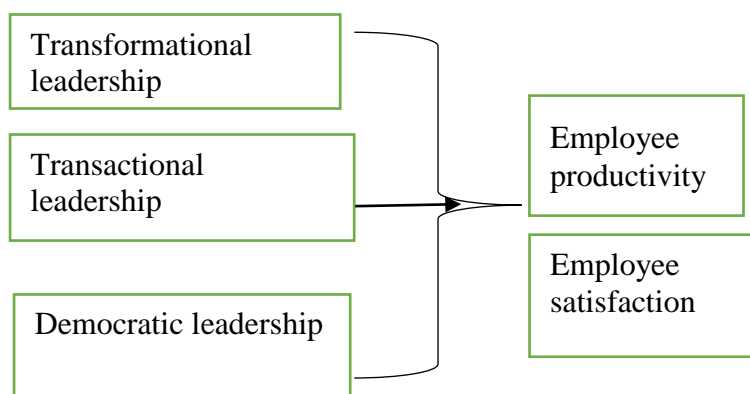 Transformational
leadership
Transactional
leadership
Democratic leadership
Employee
productivity
Employee
satisfaction